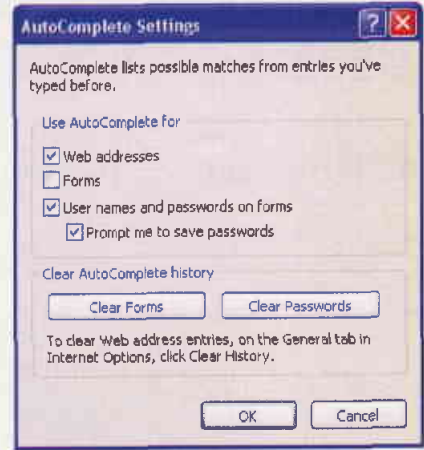 AutoComplete Settings
AutoComplete lists possible matches from entries you've
typed before.
Use AutoComplete for
Web addresses
Forms
User names and passwords on forms
Prompt me to save passwords
Clear AutoComplete history
Clear Forms
Clear Passwords
To clear Web address entries, on the General tab in
Internet Options, click Clear History.
OK
Cancel